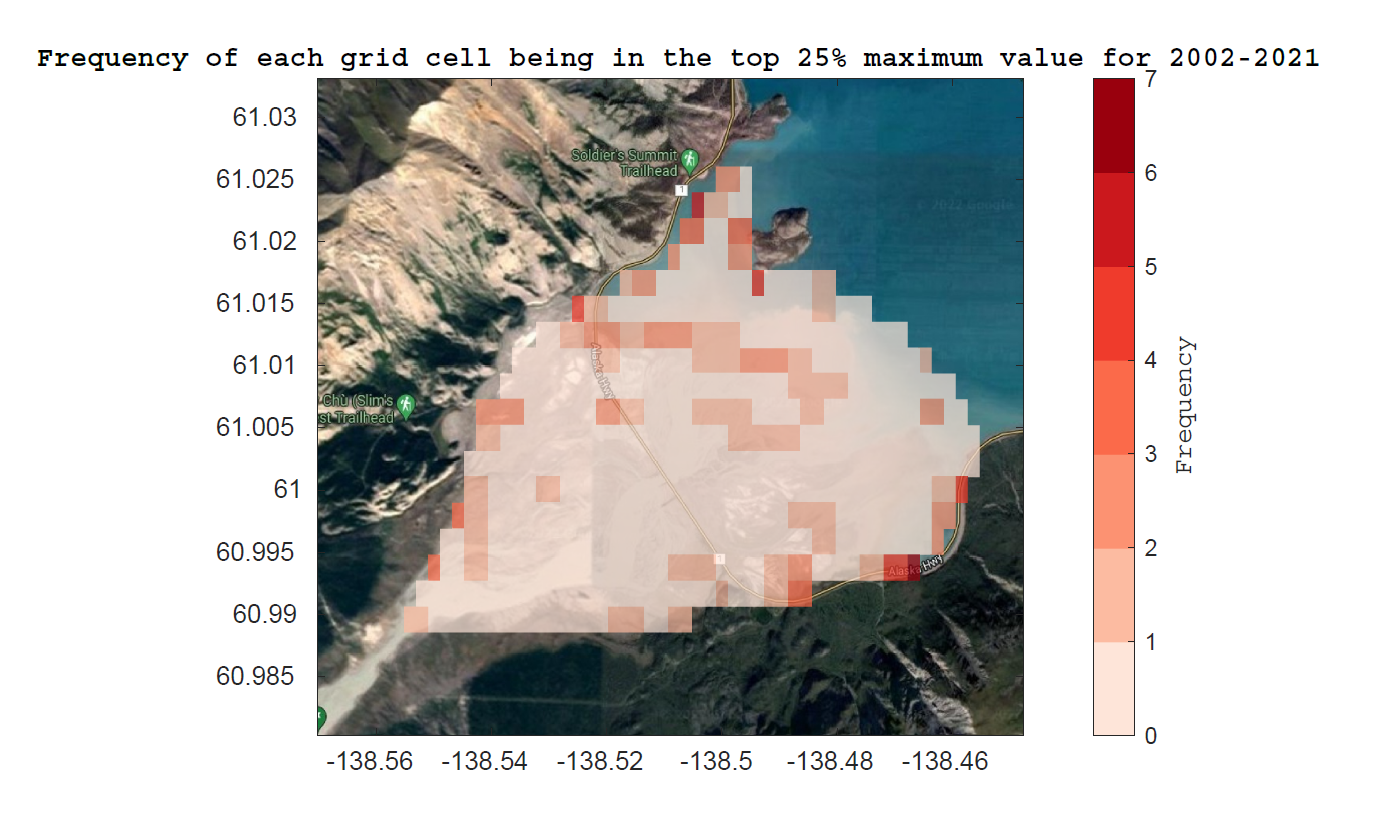 Frequency of each grid cell being in the top 25% maximum value for 2002-2021
61.03
61.025
61.02
61.015
61.01
61.005
61
60.995
60.99
60.985
-138.56
-138.54
-138.52
-138.5
-138.48
-138.46
Soldier's Summit
Trailhead
1
© 2022 Google
Alaska Hwy
Chù (Slim's
st Trailhead
1
Alaska Hwy
7
6
5
4
3
2
1
0
Frequency